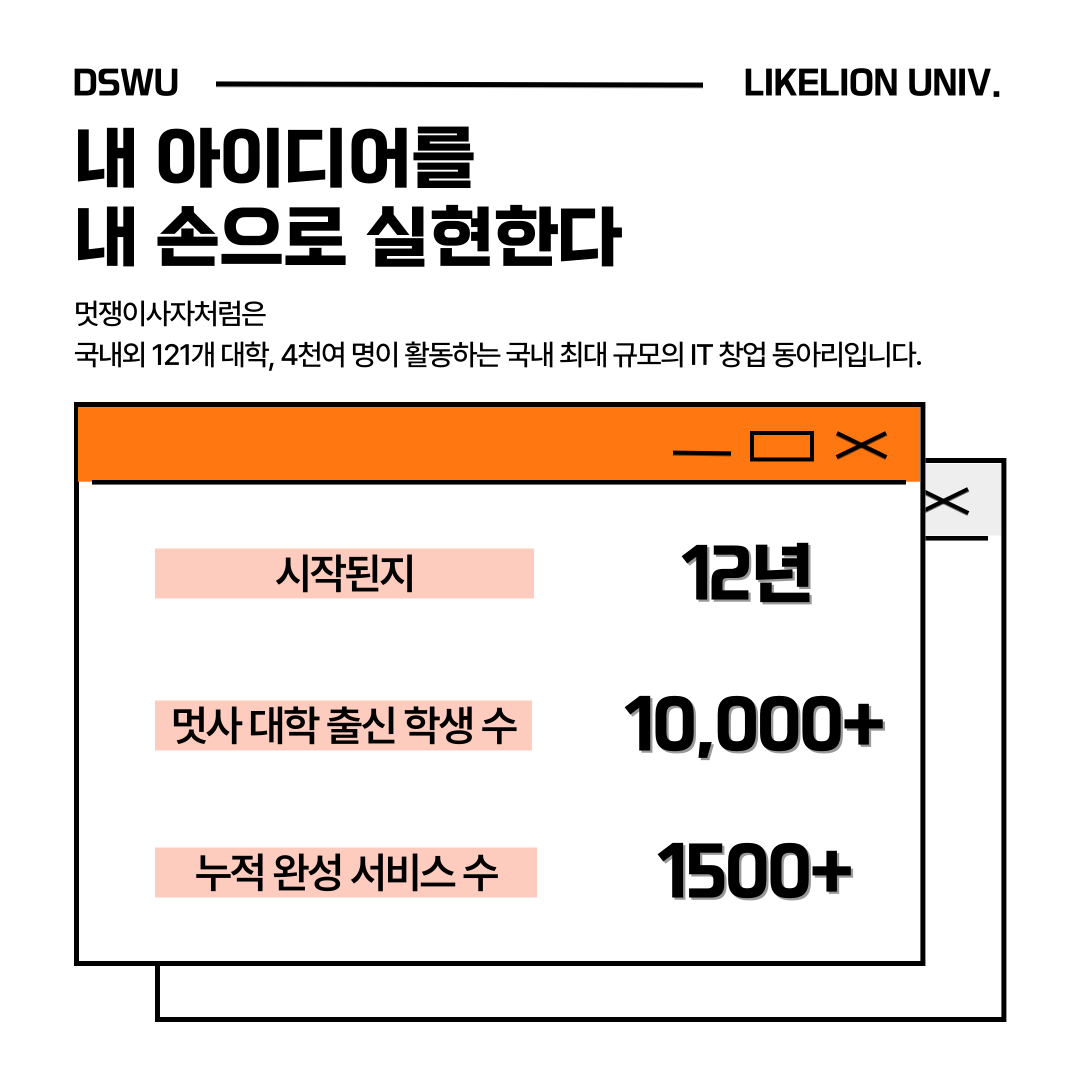 DSWU
LIKELION UNIV.
내 아이디어를
내 손으로 실현한다
멋쟁이사자처럼은
국내외 121개 대학, 4천여 명이 활동하는 국내 최대 규모의 IT 창업 동아리입니다.
시작된지
12년
멋사 대학 출신 학생 수
10,000+
누적 완성 서비스 수
1500+